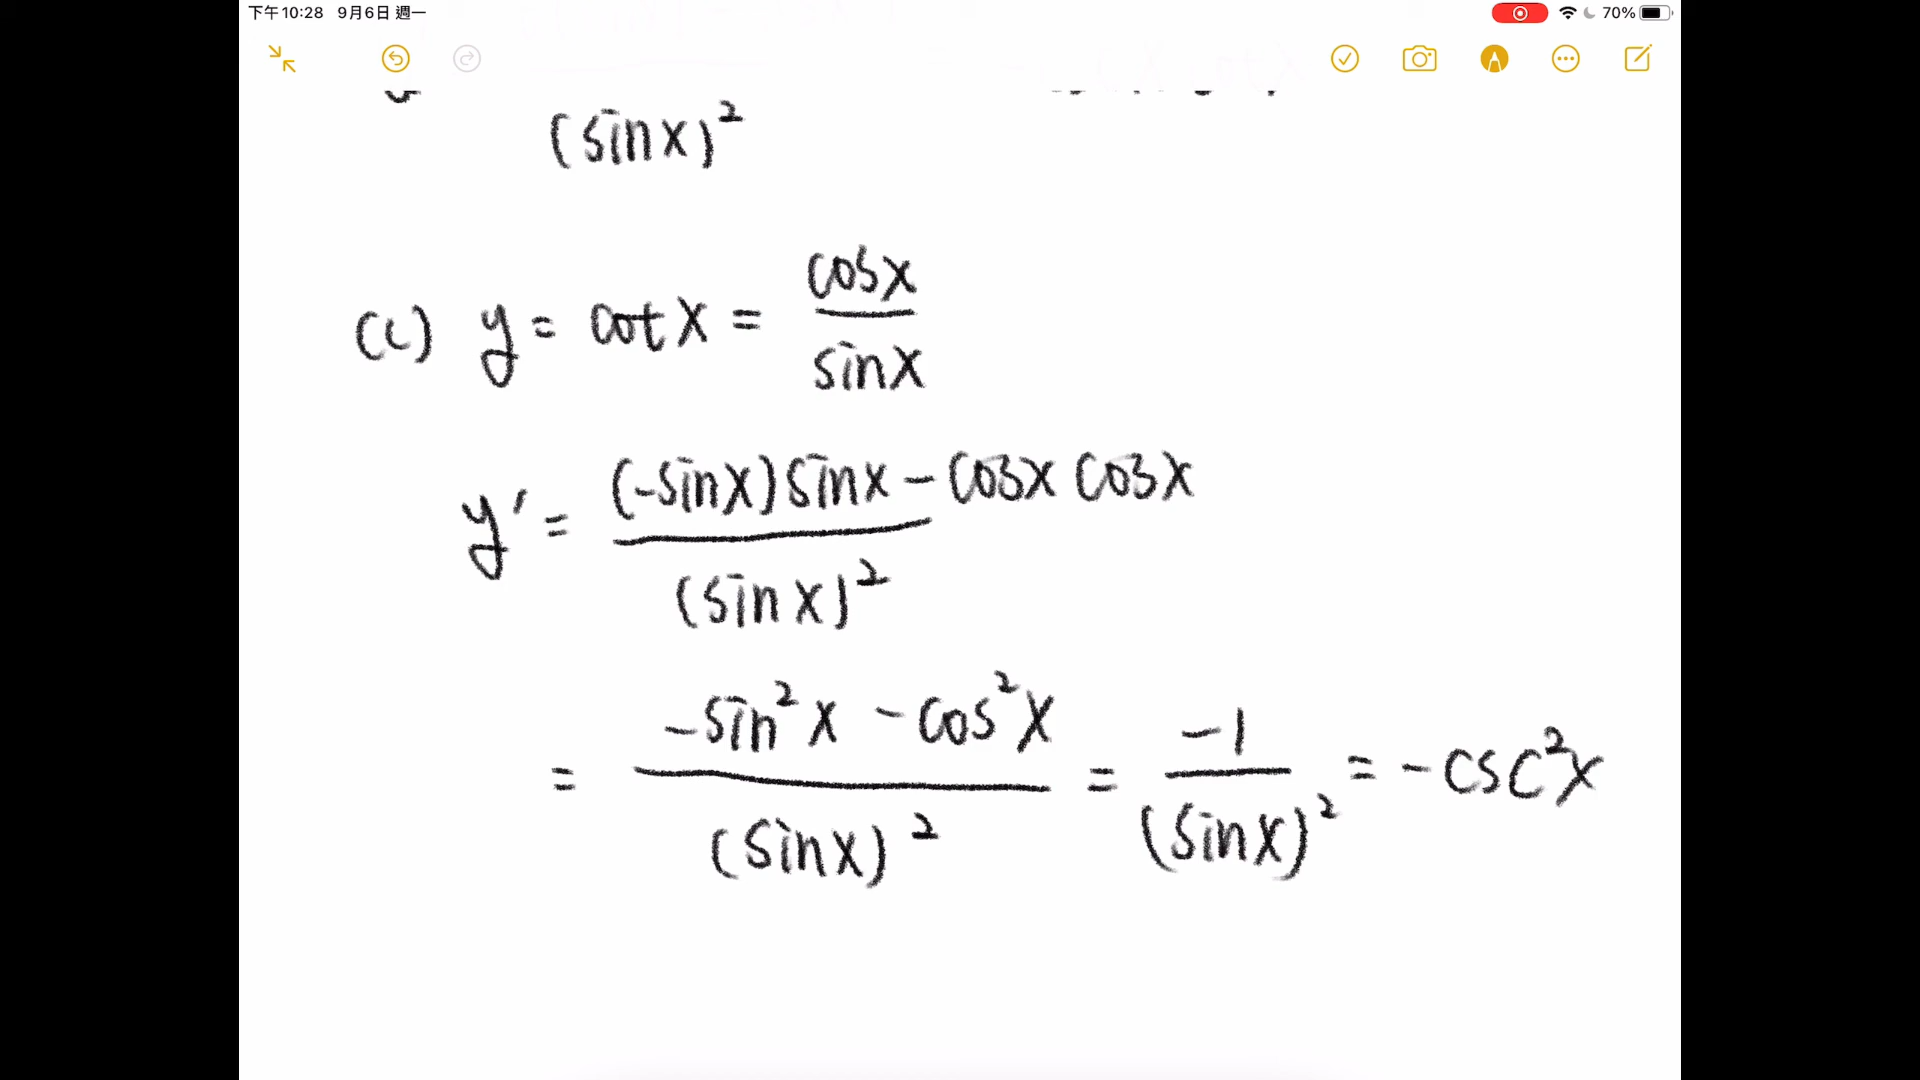 下午10:28 9月6日 週一 70%
(sinx)²
(c) y = cotx = cosx / sinx
y' = (-sinx)sinx - cosx cosx / (sinx)²
= -sin²x - cos²x / (sinx)² = -1 / (sinx)² = -csc²x